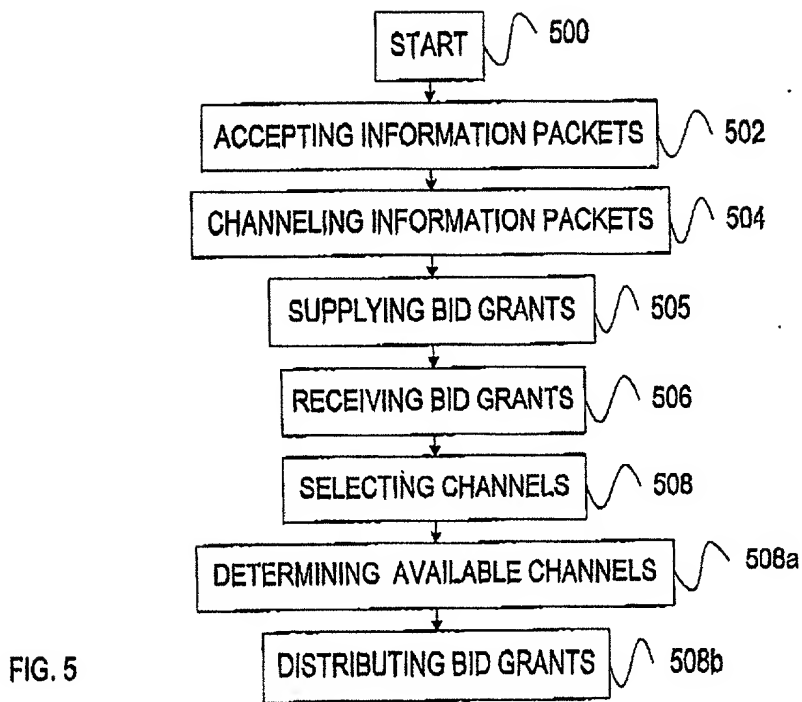 START 500
ACCEPTING INFORMATION PACKETS 502
CHANNELING INFORMATION PACKETS 504
SUPPLYING BID GRANTS 505
RECEIVING BID GRANTS 506
SELECTING CHANNELS 508
DETERMINING AVAILABLE CHANNELS 508a
DISTRIBUTING BID GRANTS 508b
FIG. 5